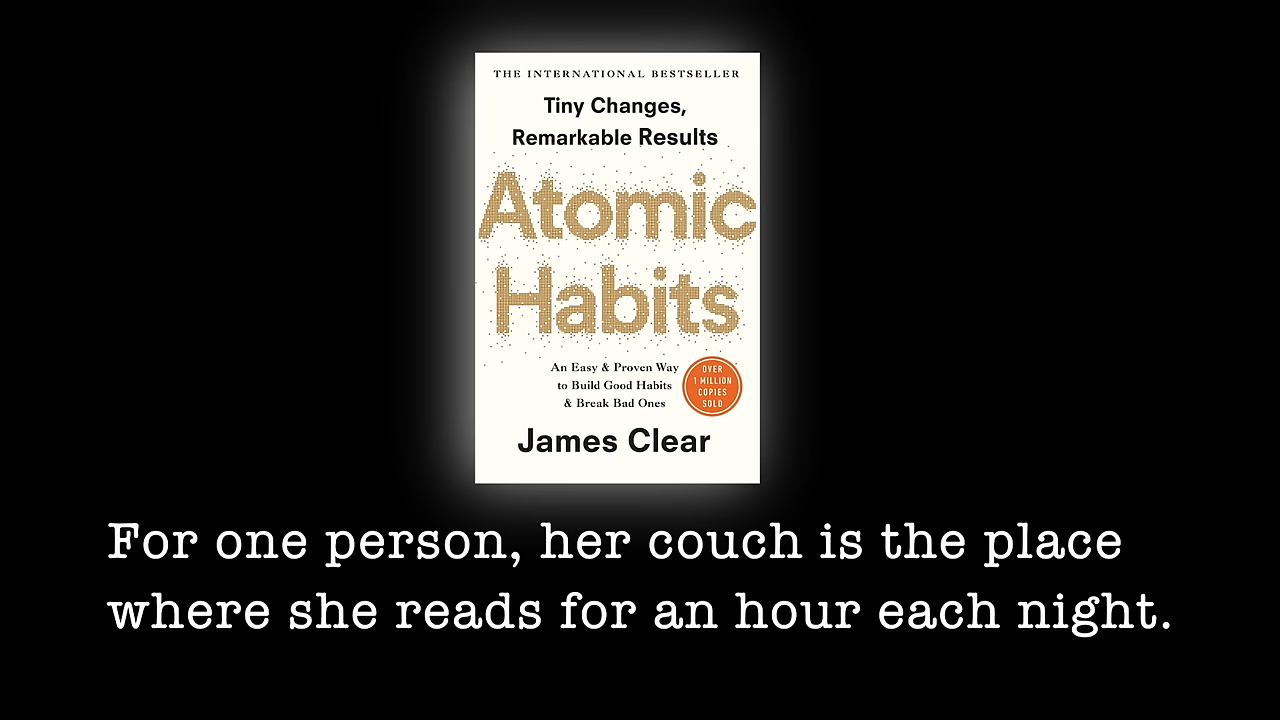 THE INTERNATIONAL BESTSELLER
Tiny Changes,
Remarkable Results
Atomic
Habits
An Easy & Proven Way
to Build Good Habits
& Break Bad Ones
OVER
1 MILLION
COPIES
SOLD
James Clear
For one person, her couch is the place
where she reads for an hour each night.